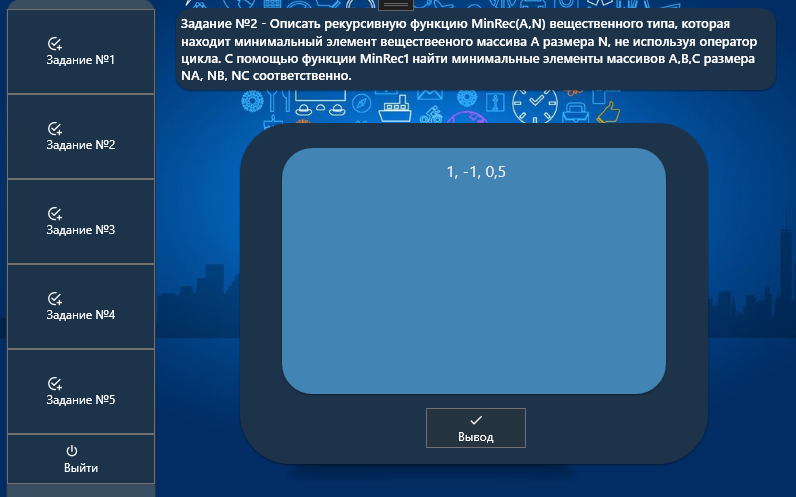 Задание №1
Задание №2
Задание №3
Задание №4
Задание №5
Выйти
Задание №2 - Описать рекурсивную функцию MinRec(A,N) вещественного типа, которая
находит минимальный элемент веществееного массива А размера N, не используя оператор
цикла. С помощью функции MinRec1 найти минимальные элементы массивов A,B,C размера
NA, NB, NC соответственно.
1, -1, 0,5
Вывод